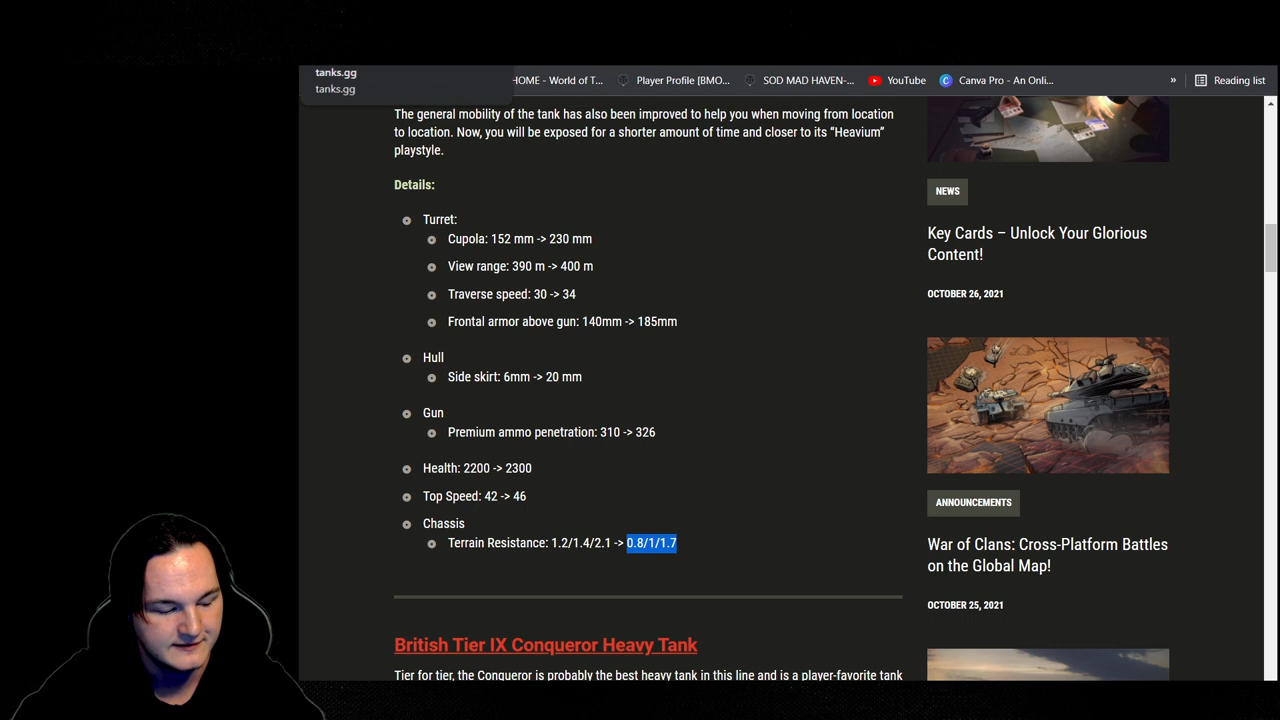 tanks.gg
tanks.gg
HOME - World of T...
Player Profile [BMO...
SOD MAD HAVEN-...
YouTube
Canva Pro - An Onli...
»
Reading list
The general mobility of the tank has also been improved to help you when moving from location
to location. Now, you will be exposed for a shorter amount of time and closer to its “Heavium”
playstyle.
Details:
Turret:
Cupola: 152 mm -> 230 mm
View range: 390 m -> 400 m
Traverse speed: 30 -> 34
Frontal armor above gun: 140mm -> 185mm
Hull
Side skirt: 6mm -> 20 mm
Gun
Premium ammo penetration: 310 -> 326
Health: 2200 -> 2300
Top Speed: 42 -> 46
Chassis
Terrain Resistance: 1.2/1.4/2.1 -> 0.8/1/1.7
British Tier IX Conqueror Heavy Tank
Tier for tier, the Conqueror is probably the best heavy tank in this line and is a player-favorite tank
NEWS
Key Cards – Unlock Your Glorious
Content!
OCTOBER 26, 2021
ANNOUNCEMENTS
War of Clans: Cross-Platform Battles
on the Global Map!
OCTOBER 25, 2021